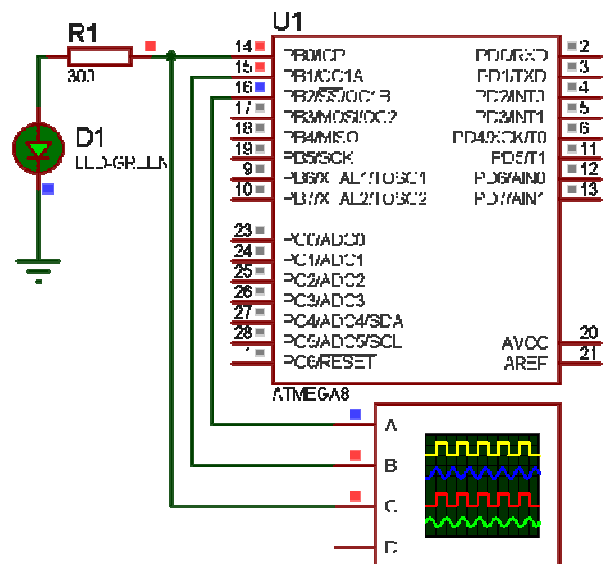 U1
R1
300
D1
LED-GREEN
14 PB0/ICP
15 PB1/OC1A
16 PB2/SS/OC1B
17 PB3/MOSI/OC2
18 PB4/MISO
19 PB5/SCK
9 PB6/XTAL1/TOSC1
10 PB7/XTAL2/TOSC2
23 PC0/ADC0
24 PC1/ADC1
25 PC2/ADC2
26 PC3/ADC3
27 PC4/ADC4/SDA
28 PC5/ADC5/SCL
1 PC6/RESET
PD0/RXD 2
PD1/TXD 3
PD2/INT0 4
PD3/INT1 5
PD4/XCK/T0 6
PD5/T1 11
PD6/AIN0 12
PD7/AIN1 13
AVCC 20
AREF 21
ATMEGA8
A
B
C
D